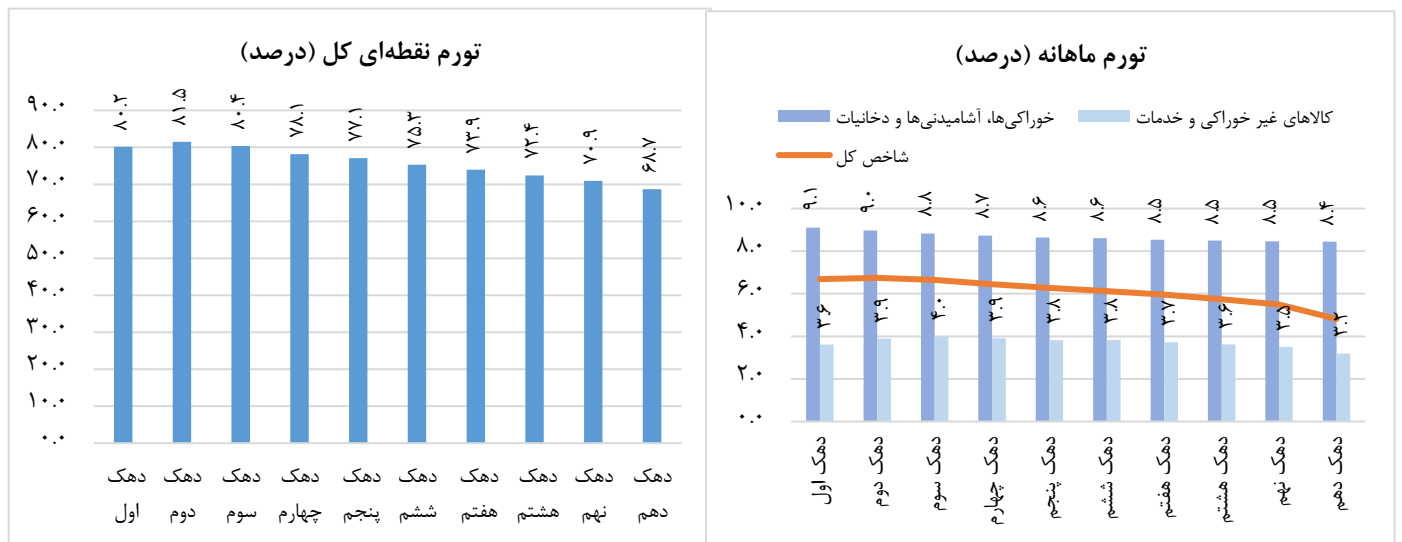 تورم ماهانه (درصد)
خوراکی‌ها، آشامیدنی‌ها و دخانیات
کالاهای غیر خوراکی و خدمات
شاخص کل
۹.۱
۹.۰
۸.۸
۸.۷
۸.۶
۸.۶
۸.۵
۸.۵
۸.۵
۸.۴
۳.۶
۳.۹
۴.۰
۳.۹
۳.۸
۳.۸
۳.۷
۳.۶
۳.۵
۳.۲
۱۰.۰
۸.۰
۶.۰
۴.۰
۲.۰
۰.۰
دهک اول
دهک دوم
دهک سوم
دهک چهارم
دهک پنجم
دهک ششم
دهک هفتم
دهک هشتم
دهک نهم
دهک دهم
تورم نقطه‌ای کل (درصد)
۸۰.۲
۸۱.۵
۸۰.۴
۷۸.۱
۷۷.۱
۷۵.۳
۷۳.۹
۷۲.۴
۷۰.۹
۶۸.۷
۹۰.۰
۸۰.۰
۷۰.۰
۶۰.۰
۵۰.۰
۴۰.۰
۳۰.۰
۲۰.۰
۱۰.۰
۰.۰
دهک
اول
دهک
دوم
دهک
سوم
دهک
چهارم
دهک
پنجم
دهک
ششم
دهک
هفتم
دهک
هشتم
دهک
نهم
دهک
دهم